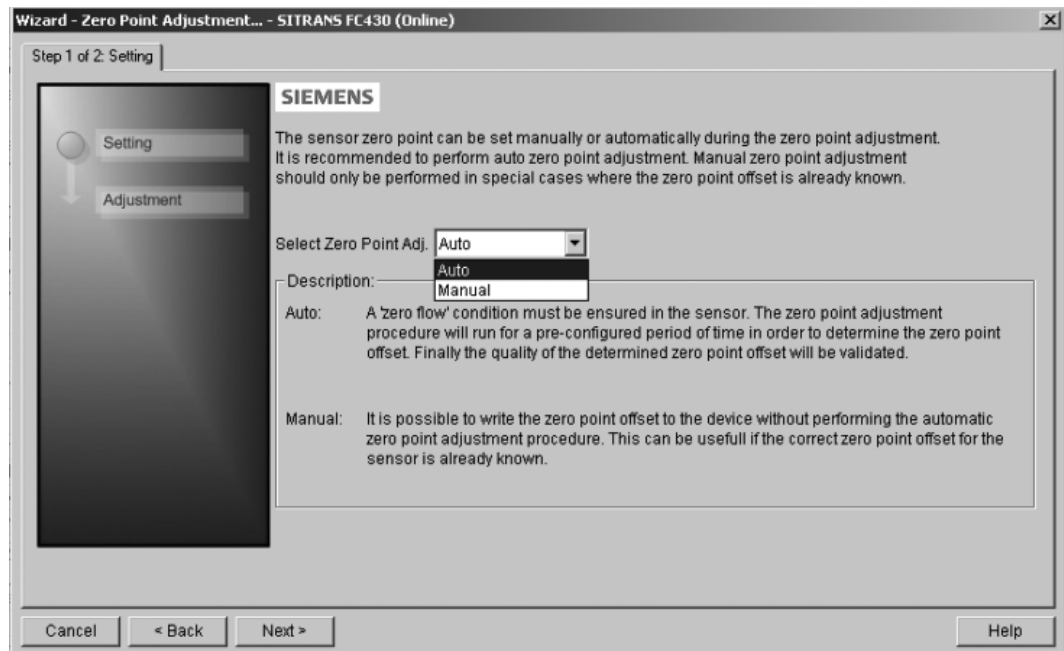 Wizard - Zero Point Adjustment... - SITRANS FC430 (Online)
Step 1 of 2: Setting
SIEMENS
Setting
Adjustment
The sensor zero point can be set manually or automatically during the zero point adjustment.
It is recommended to perform auto zero point adjustment. Manual zero point adjustment
should only be performed in special cases where the zero point offset is already known.
Select Zero Point Adj. Auto
Auto
Manual
Description:
Auto: A 'zero flow' condition must be ensured in the sensor. The zero point adjustment
procedure will run for a pre-configured period of time in order to determine the zero point
offset. Finally the quality of the determined zero point offset will be validated.
Manual: It is possible to write the zero point offset to the device without performing the automatic
zero point adjustment procedure. This can be usefull if the correct zero point offset for the
sensor is already known.
Cancel < Back Next > Help